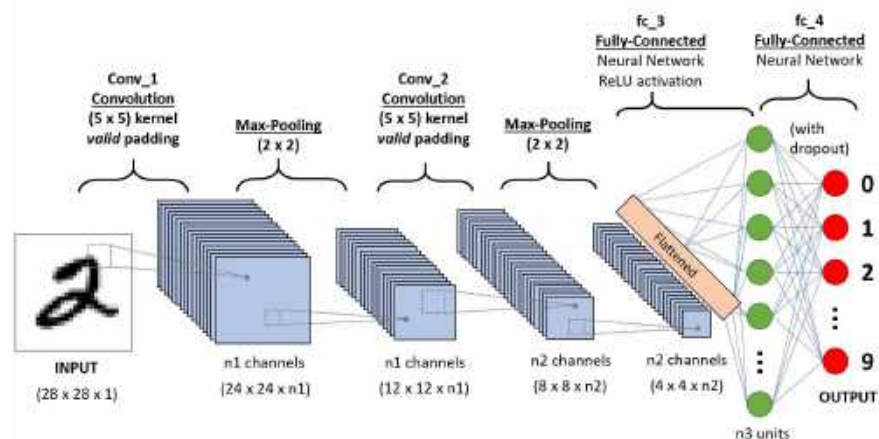 fc_3
Fully-Connected
Neural Network
ReLU activation
fc_4
Fully-Connected
Neural Network
Conv_1
Convolution
(5 x 5) kernel
valid padding
Max-Pooling
(2 x 2)
Conv_2
Convolution
(5 x 5) kernel
valid padding
Max-Pooling
(2 x 2)
(with
dropout)
Flattened
0
1
2
9
INPUT
(28 x 28 x 1)
n1 channels
(24 x 24 x n1)
n1 channels
(12 x 12 x n1)
n2 channels
(8 x 8 x n2)
n2 channels
(4 x 4 x n2)
OUTPUT
n3 units